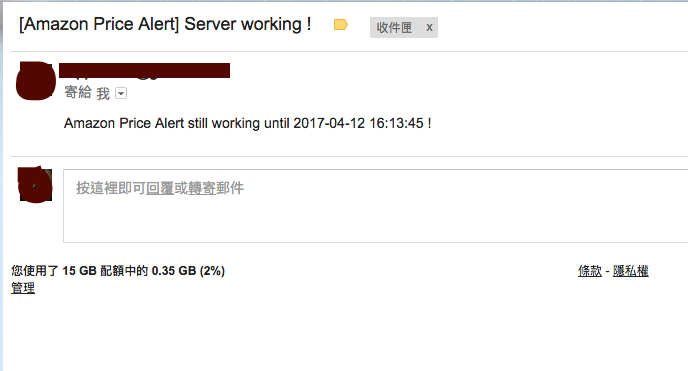 [Amazon Price Alert] Server working !
收件匣 x
寄給 我
Amazon Price Alert still working until 2017-04-12 16:13:45 !
按這裡即可回覆或轉寄郵件
您使用了 15 GB 配額中的 0.35 GB (2%)
條款 - 隱私權
管理